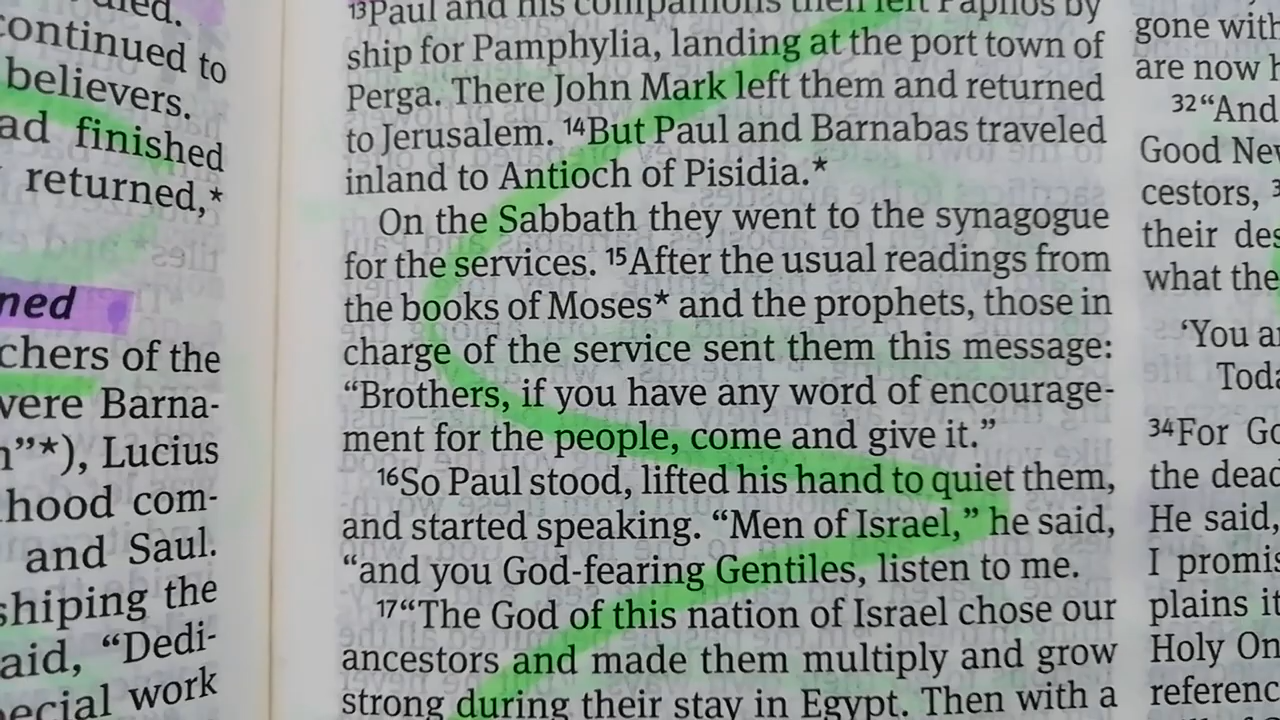 continued to
believers.
ad finished
returned,*
ned
chers of the
were Barna-
n”*), Lucius
hood com-
and Saul.
shiping the
aid, “Dedi-
pecial work
13Paul and his companions then left Paphos by
ship for Pamphylia, landing at the port town of
Perga. There John Mark left them and returned
to Jerusalem. 14But Paul and Barnabas traveled
inland to Antioch of Pisidia.*
On the Sabbath they went to the synagogue
for the services. 15After the usual readings from
the books of Moses* and the prophets, those in
charge of the service sent them this message:
“Brothers, if you have any word of encourage-
ment for the people, come and give it.”
16So Paul stood, lifted his hand to quiet them,
and started speaking. “Men of Israel,” he said,
“and you God-fearing Gentiles, listen to me.
17“The God of this nation of Israel chose our
ancestors and made them multiply and grow
strong during their stay in Egypt. Then with a
gone with
are now h
32“And
Good New
cestors, 3
their des
what the
‘You a
Toda
34For Go
the dead
He said,
I promis
plains it
Holy On
referenc